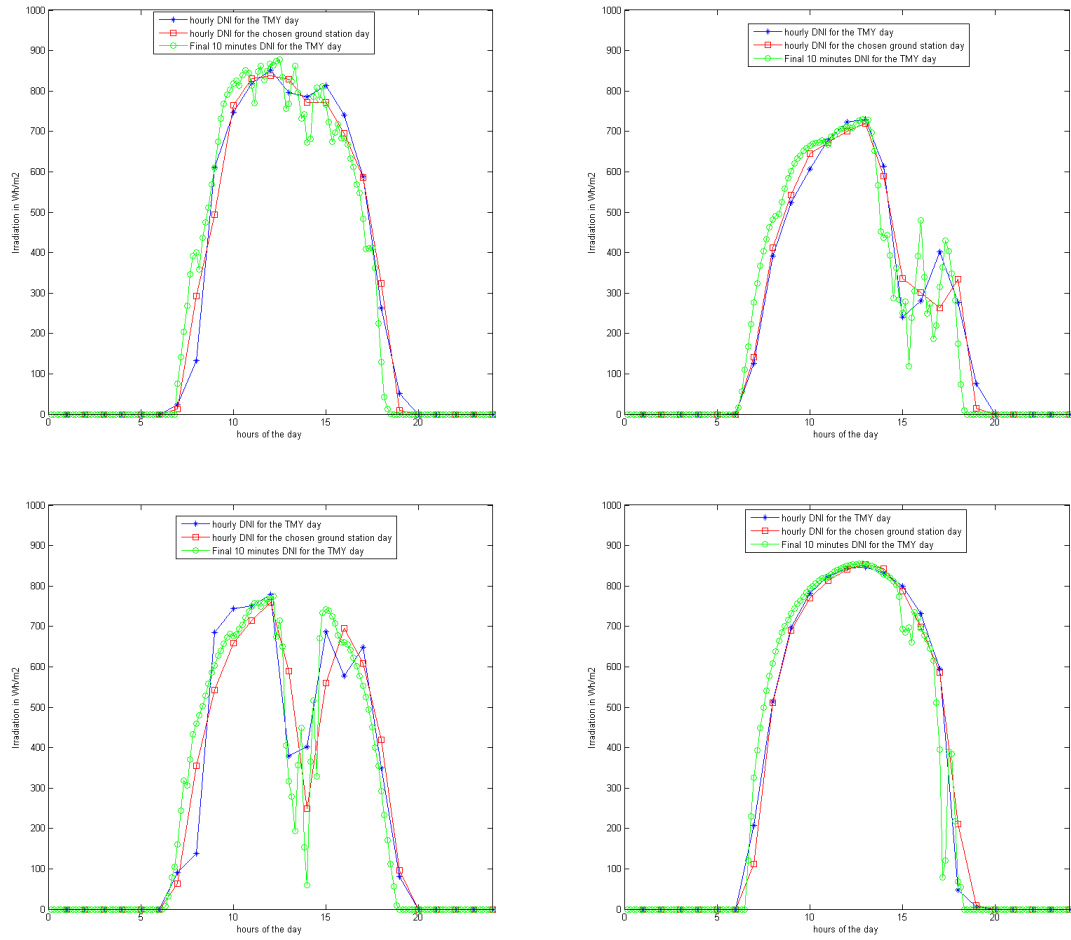 hourly DNI for the TMY day
hourly DNI for the chosen ground station day
Final 10 minutes DNI for the TMY day
1000
900
800
700
600
500
400
300
200
100
0
Irradiation in Wh/m2
0 5 10 15 20
hours of the day
hourly DNI for the TMY day
hourly DNI for the chosen ground station day
Final 10 minutes DNI for the TMY day
1000
900
800
700
600
500
400
300
200
100
0
Irradiation in Wh/m2
0 5 10 15 20
hours of the day
hourly DNI for the TMY day
hourly DNI for the chosen ground station day
Final 10 minutes DNI for the TMY day
1000
900
800
700
600
500
400
300
200
100
0
Irradiation in Wh/m2
0 5 10 15 20
hours of the day
hourly DNI for the TMY day
hourly DNI for the chosen ground station day
Final 10 minutes DNI for the TMY day
1000
900
800
700
600
500
400
300
200
100
0
Irradiation in Wh/m2
0 5 10 15 20
hours of the day